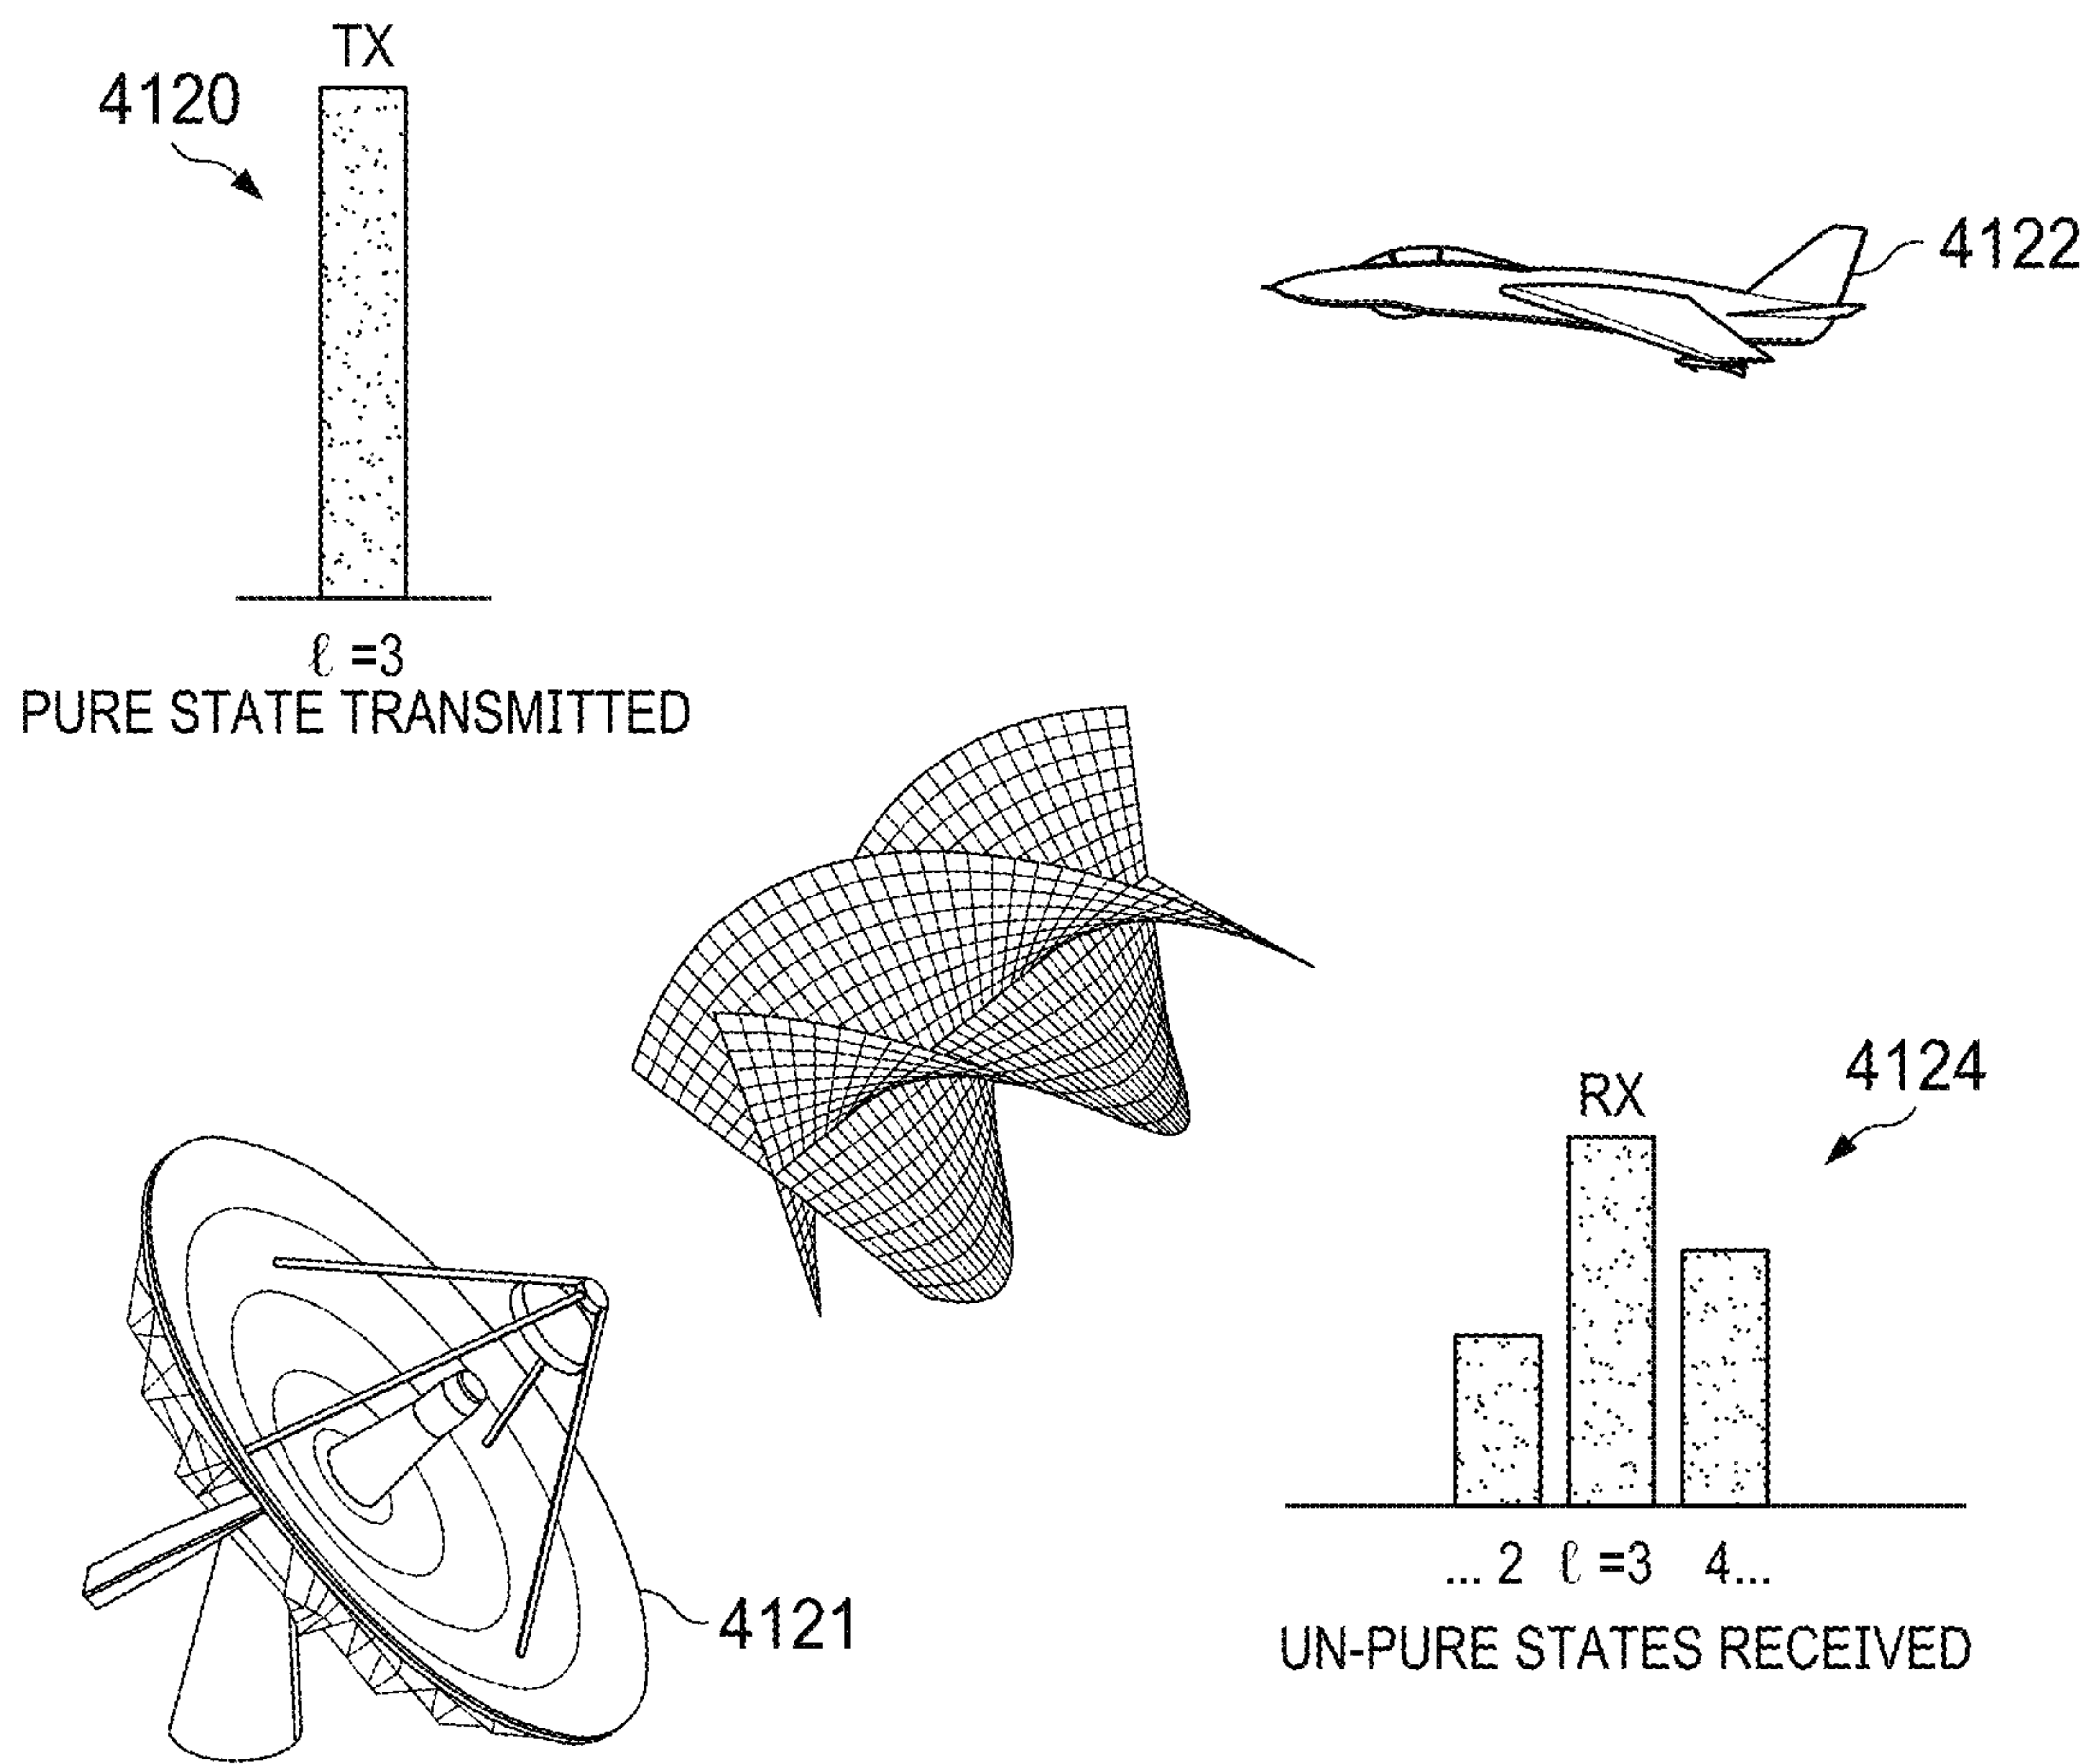 TX
4120
4122
ℓ =3
PURE STATE TRANSMITTED
4124
RX
4121
... 2 ℓ =3 4...
UN-PURE STATES RECEIVED